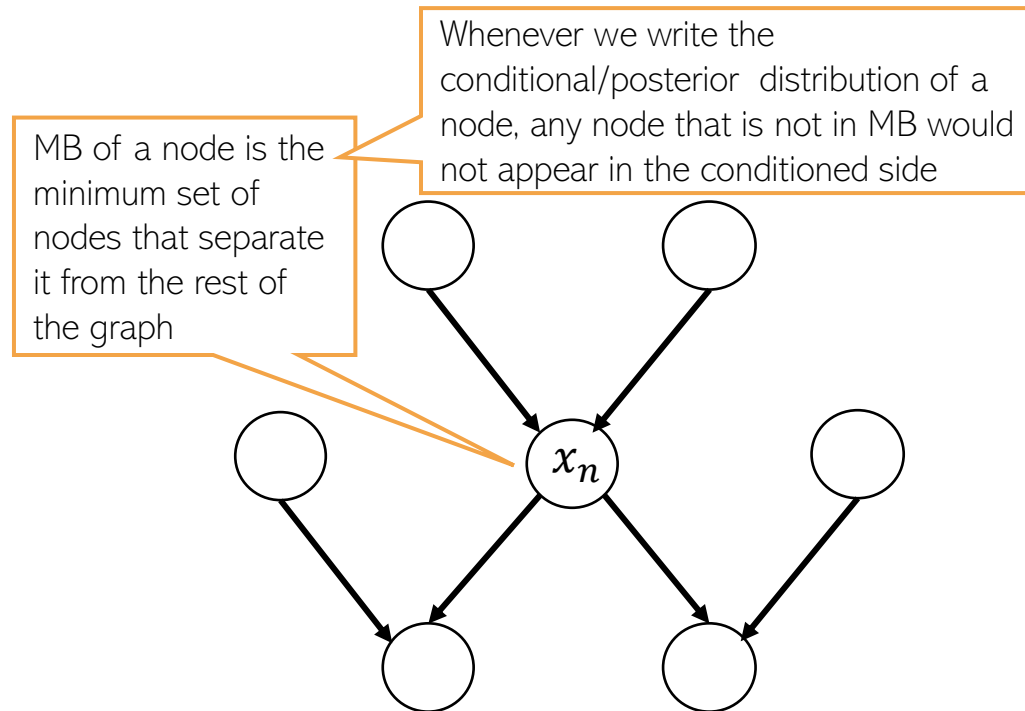 Whenever we write the
conditional/posterior distribution of a
node, any node that is not in MB would
not appear in the conditioned side
MB of a node is the
minimum set of
nodes that separate
it from the rest of
the graph
xₙ